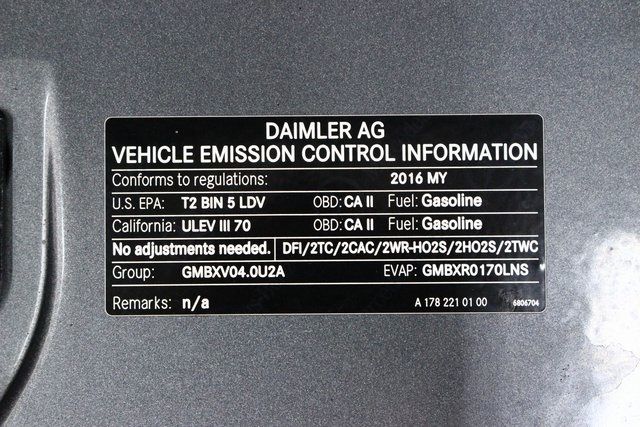 DAIMLER AG
VEHICLE EMISSION CONTROL INFORMATION
Conforms to regulations: 2016 MY
U.S. EPA: T2 BIN 5 LDV OBD: CA II Fuel: Gasoline
California: ULEV III 70 OBD: CA II Fuel: Gasoline
No adjustments needed. DFI/2TC/2CAC/2WR-HO2S/2HO2S/2TWC
Group: GMBXV04.0U2A EVAP: GMBXR0170LNS
Remarks: n/a A 178 221 01 00 6806704